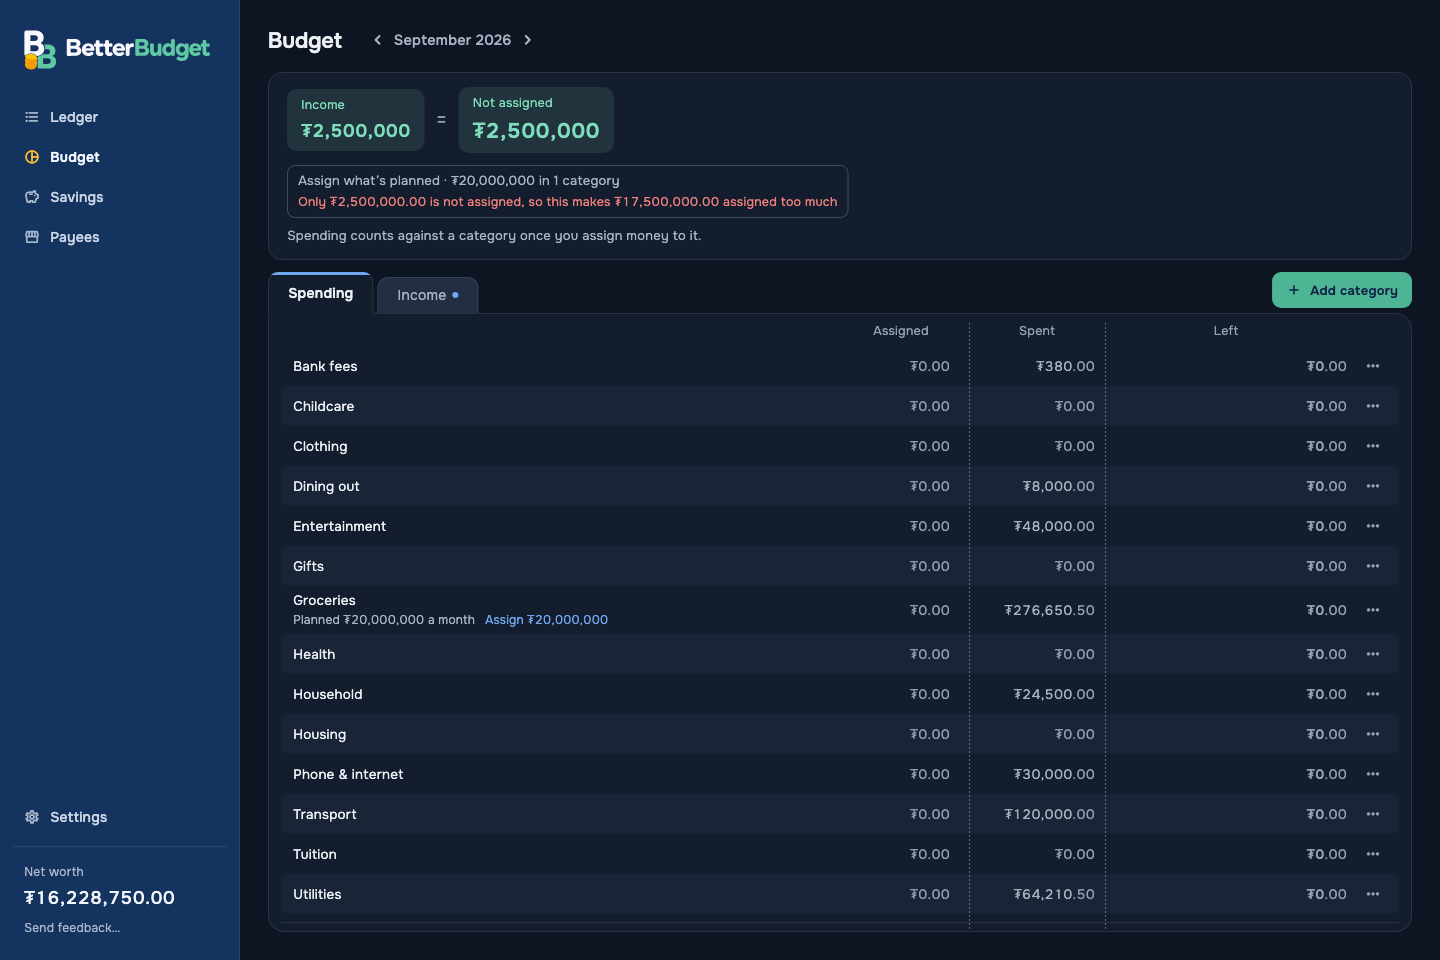 BetterBudget
Ledger
Budget
Savings
Payees
Settings
Net worth
₮16,228,750.00
Send feedback...
Budget
September 2026
Income
₮2,500,000
=
Not assigned
₮2,500,000
Assign what's planned · ₮20,000,000 in 1 category
Only ₮2,500,000.00 is not assigned, so this makes ₮17,500,000.00 assigned too much
Spending counts against a category once you assign money to it.
Spending
Income
+ Add category
Assigned Spent Left
Bank fees ₮0.00 ₮380.00 ₮0.00
Childcare ₮0.00 ₮0.00 ₮0.00
Clothing ₮0.00 ₮0.00 ₮0.00
Dining out ₮0.00 ₮8,000.00 ₮0.00
Entertainment ₮0.00 ₮48,000.00 ₮0.00
Gifts ₮0.00 ₮0.00 ₮0.00
Groceries ₮0.00 ₮276,650.50 ₮0.00
Planned ₮20,000,000 a month Assign ₮20,000,000
Health ₮0.00 ₮0.00 ₮0.00
Household ₮0.00 ₮24,500.00 ₮0.00
Housing ₮0.00 ₮0.00 ₮0.00
Phone & internet ₮0.00 ₮30,000.00 ₮0.00
Transport ₮0.00 ₮120,000.00 ₮0.00
Tuition ₮0.00 ₮0.00 ₮0.00
Utilities ₮0.00 ₮64,210.50 ₮0.00